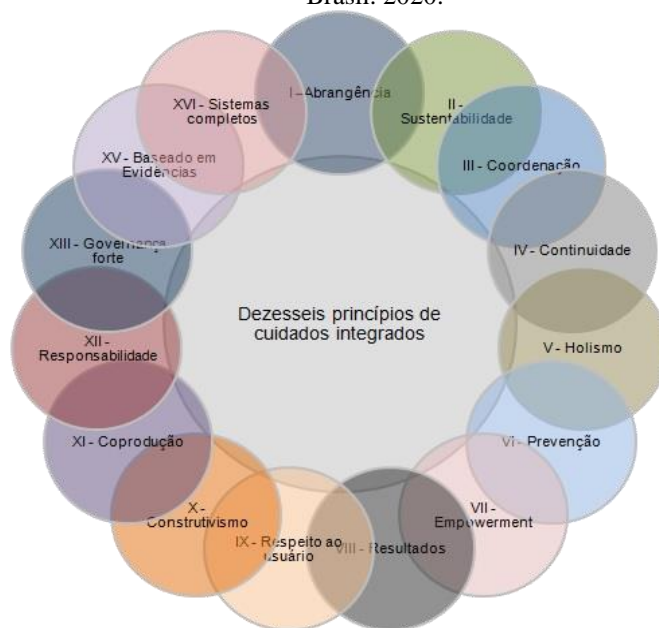 Brasil. 2020.
I - Abrangência
II -
Sustentabilidade
III - Coordenação
IV - Continuidade
V - Holismo
VI - Prevenção
VII -
Empowerment
VIII - Resultados
IX - Respeito ao
usuário
X -
Construtivismo
XI - Coprodução
XII -
Responsabilidade
XIII - Governança
forte
XV - Baseado em
Evidências
XVI - Sistemas
completos
Dezesseis princípios de
cuidados integrados